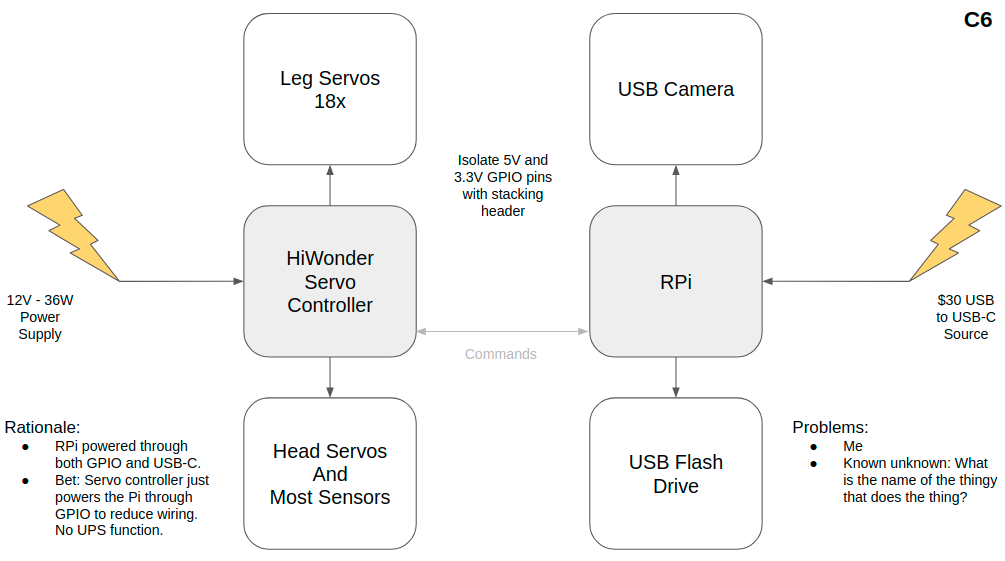 C6
Leg Servos
18x
USB Camera
Isolate 5V and
3.3V GPIO pins
with stacking
header
HiWonder
Servo
Controller
RPi
12V - 36W
Power
Supply
$30 USB
to USB-C
Source
Commands
Rationale:
● RPi powered through
both GPIO and USB-C.
● Bet: Servo controller just
powers the Pi through
GPIO to reduce wiring.
No UPS function.
Head Servos
And
Most Sensors
USB Flash
Drive
Problems:
● Me
● Known unknown: What
is the name of the thingy
that does the thing?